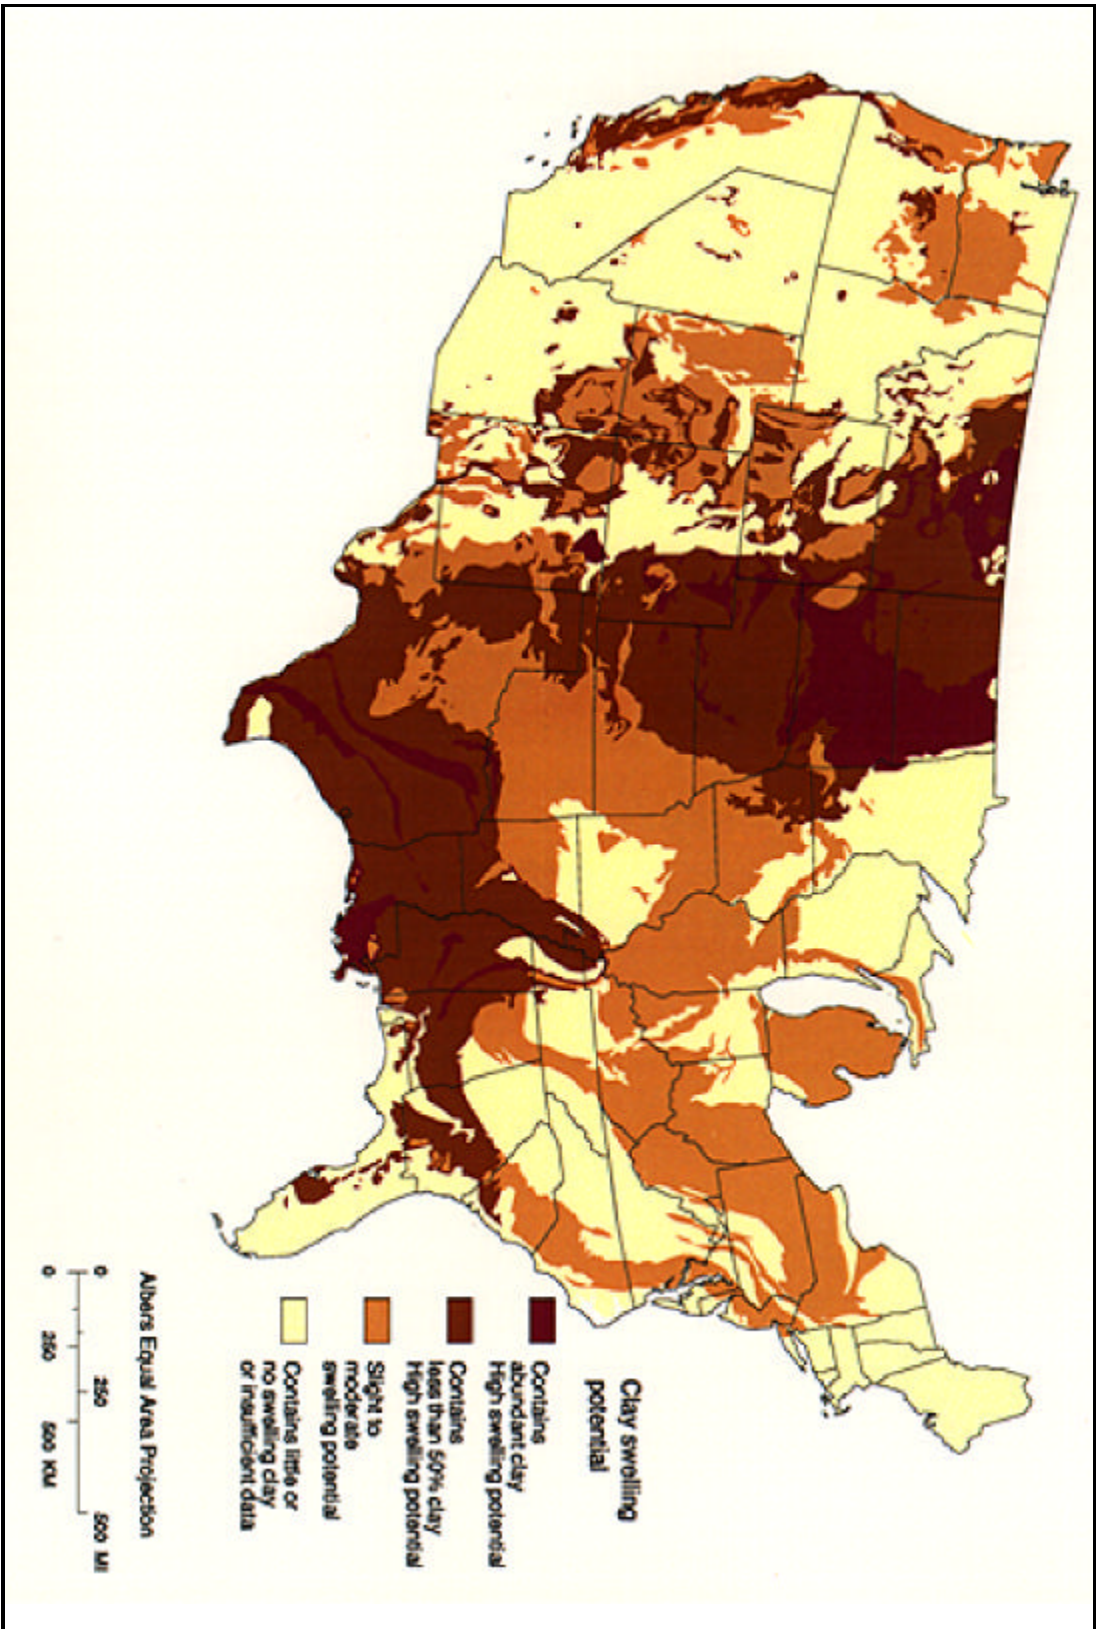 Clay swelling
potential
Contains
abundant clay
High swelling potential
Contains
less than 50% clay
High swelling potential
Slight to
moderate
swelling potential
Contains little or
no swelling clay
or insufficient data
Albers Equal Area Projection
0 250 500 MI
0 250 500 KM